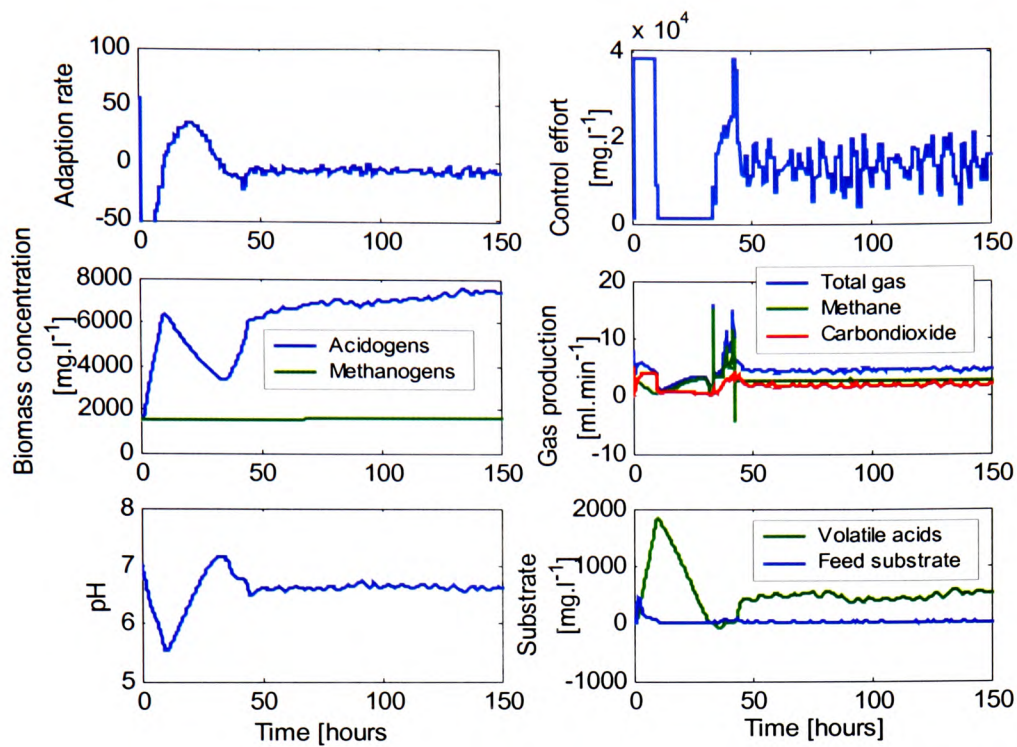 Adaption rate
100
50
0
-50
0
50
100
150
× 10⁴
Control effort
[mg.l⁻¹]
4
2
0
0
50
100
150
Biomass concentration
[mg.l⁻¹]
8000
6000
4000
2000
0
Acidogens
Methanogens
0
50
100
150
Gas production
[ml.min⁻¹]
20
10
0
-10
Total gas
Methane
Carbondioxide
0
50
100
150
pH
8
7
6
5
0
50
100
150
Time [hours
Substrate
[mg.l⁻¹]
2000
1000
0
-1000
Volatile acids
Feed substrate
0
50
100
150
Time [hours]